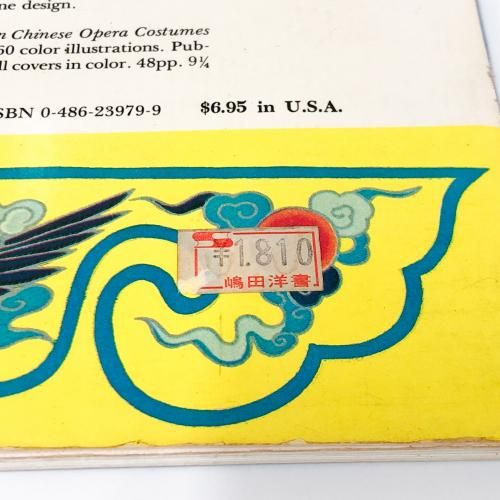 ne design.
n Chinese Opera Costumes
60 color illustrations. Pub-
ll covers in color. 48pp. 9¼
SBN 0-486-23979-9 $6.95 in U.S.A.
¥1.810
嶋田洋書